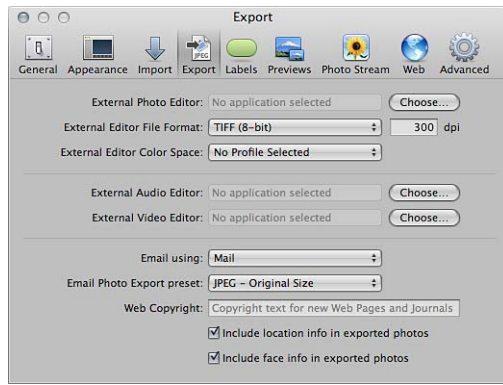 Export
General Appearance Import Export Labels Previews Photo Stream Web Advanced
JPEG
External Photo Editor: No application selected Choose...
External Editor File Format: TIFF (8-bit) 300 dpi
External Editor Color Space: No Profile Selected
External Audio Editor: No application selected Choose...
External Video Editor: No application selected Choose...
Email using: Mail
Email Photo Export preset: JPEG - Original Size
Web Copyright: Copyright text for new Web Pages and Journals
Include location info in exported photos
Include face info in exported photos